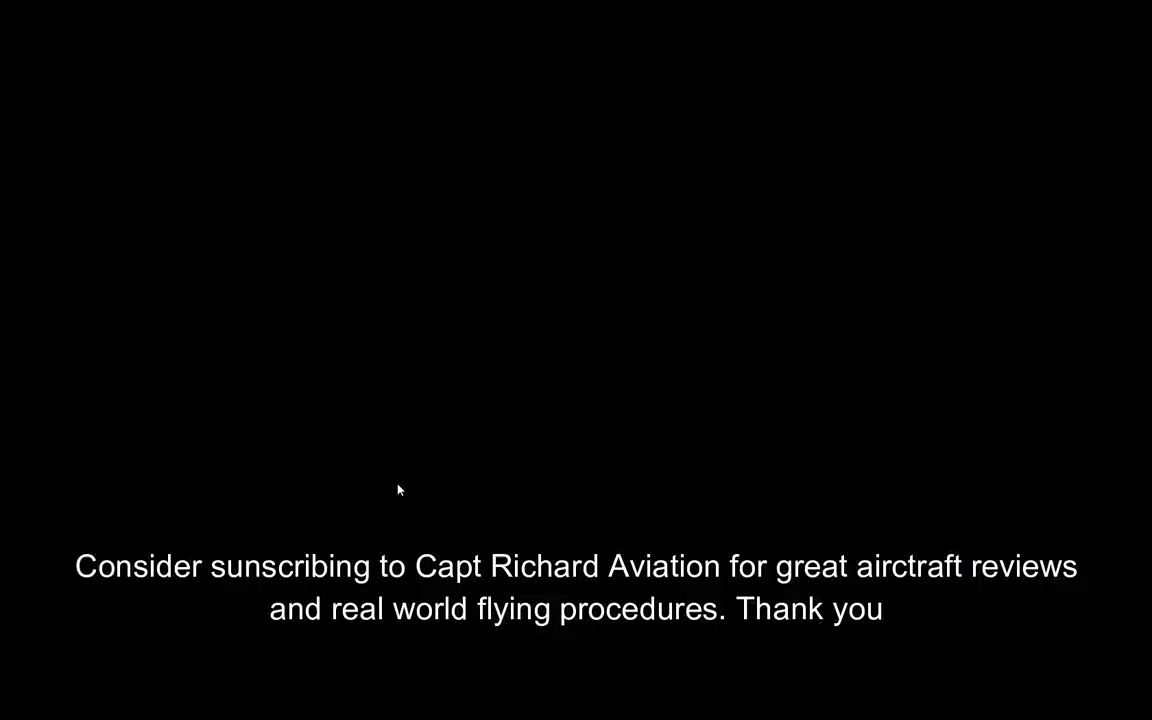 Consider sunscribing to Capt Richard Aviation for great airctraft reviews
and real world flying procedures. Thank you